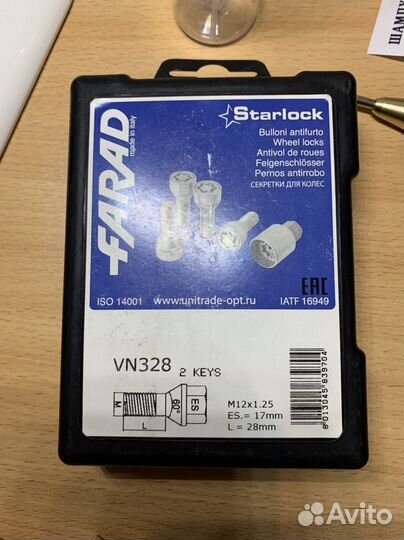 ШАМПУ
FARAD
made in italy
Starlock
Bulloni antifurto
Wheel locks
Antivol de roues
Felgenschlösser
Pernos antirrobo
СЕКРЕТКИ ДЛЯ КОЛЕС
EAC
ISO 14001 www.unitrade-opt.ru IATF 16949
VN328 2 KEYS
M 60° ES
L
M12x1.25
ES.= 17mm
L = 28mm
8013045839704
Avito